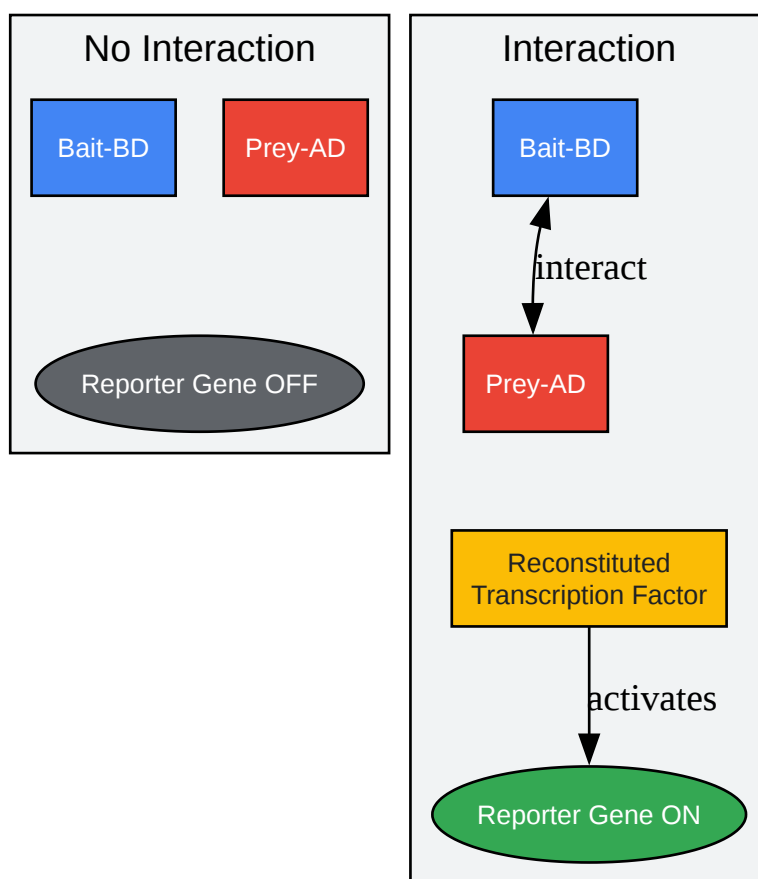 No Interaction
Bait-BD
Prey-AD
Reporter Gene OFF
Interaction
Bait-BD
interact
Prey-AD
Reconstituted
Transcription Factor
activates
Reporter Gene ON